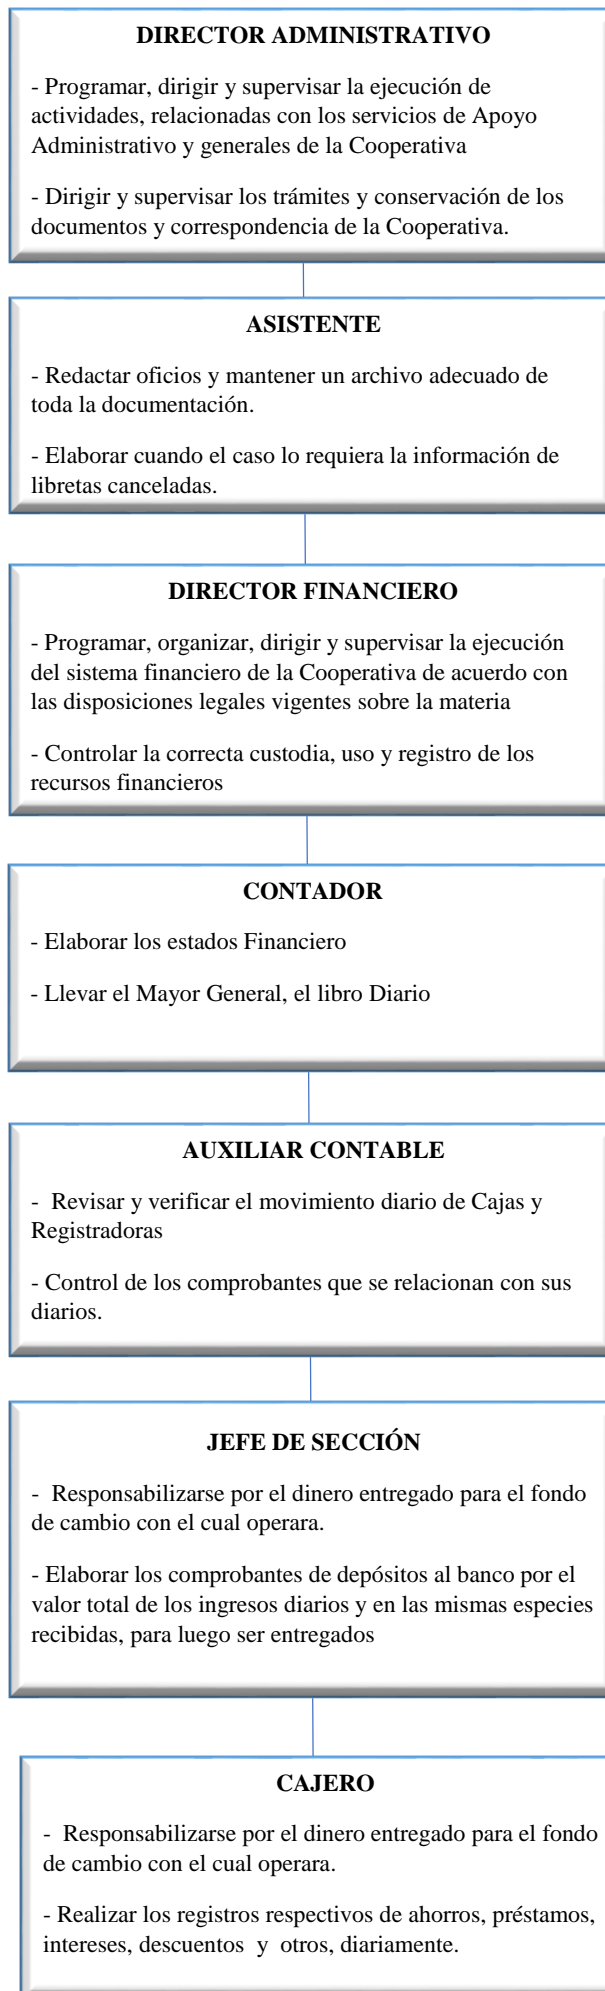 DIRECTOR ADMINISTRATIVO
- Programar, dirigir y supervisar la ejecución de
actividades, relacionadas con los servicios de Apoyo
Administrativo y generales de la Cooperativa
- Dirigir y supervisar los trámites y conservación de los
documentos y correspondencia de la Cooperativa.
ASISTENTE
- Redactar oficios y mantener un archivo adecuado de
toda la documentación.
- Elaborar cuando el caso lo requiera la información de
libretas canceladas.
DIRECTOR FINANCIERO
- Programar, organizar, dirigir y supervisar la ejecución
del sistema financiero de la Cooperativa de acuerdo con
las disposiciones legales vigentes sobre la materia
- Controlar la correcta custodia, uso y registro de los
recursos financieros
CONTADOR
- Elaborar los estados Financiero
- Llevar el Mayor General, el libro Diario
AUXILIAR CONTABLE
- Revisar y verificar el movimiento diario de Cajas y
Registradoras
- Control de los comprobantes que se relacionan con sus
diarios.
JEFE DE SECCIÓN
- Responsabilizarse por el dinero entregado para el fondo
de cambio con el cual operara.
- Elaborar los comprobantes de depósitos al banco por el
valor total de los ingresos diarios y en las mismas especies
recibidas, para luego ser entregados
CAJERO
- Responsabilizarse por el dinero entregado para el fondo
de cambio con el cual operara.
- Realizar los registros respectivos de ahorros, préstamos,
intereses, descuentos y otros, diariamente.